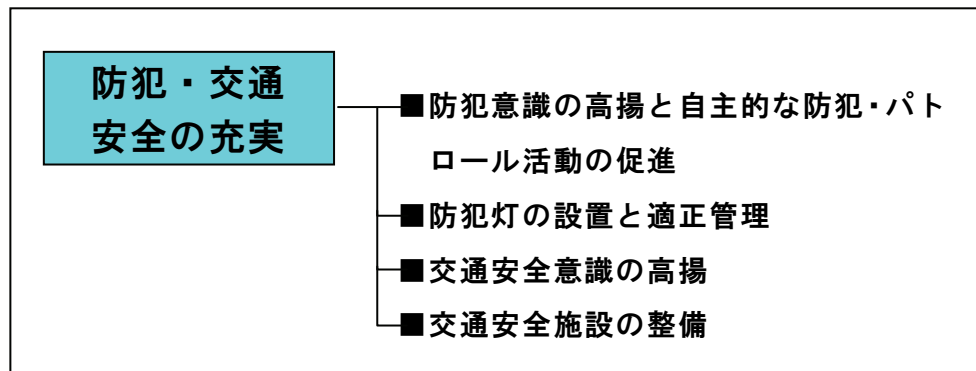 防犯・交通
安全の充実
■防犯意識の高揚と自主的な防犯・パト
ロール活動の促進
■防犯灯の設置と適正管理
■交通安全意識の高揚
■交通安全施設の整備